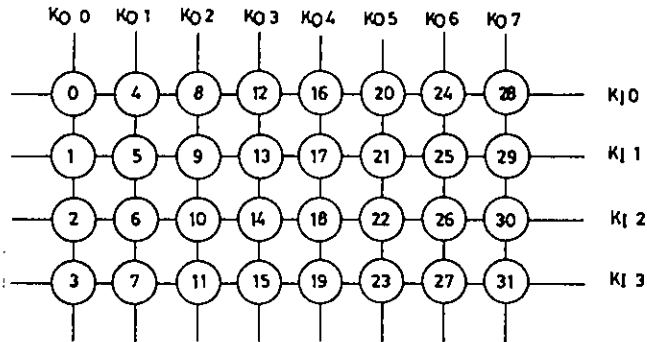 KO 0 KO 1 KO 2 KO 3 KO 4 KO 5 KO 6 KO 7
0 4 8 12 16 20 24 28 KI 0
1 5 9 13 17 21 25 29 KI 1
2 6 10 14 18 22 26 30 KI 2
3 7 11 15 19 23 27 31 KI 3